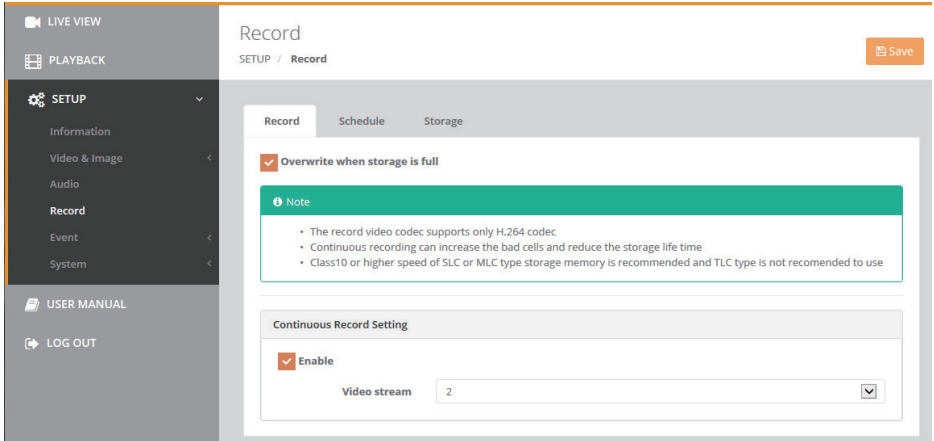 LIVE VIEW
PLAYBACK
SETUP
Information
Video & Image
Audio
Record
Event
System
USER MANUAL
LOG OUT
Record
SETUP / Record
Save
Record Schedule Storage
Overwrite when storage is full
Note
• The record video codec supports only H.264 codec
• Continuous recording can increase the bad cells and reduce the storage life time
• Class10 or higher speed of SLC or MLC type storage memory is recommended and TLC type is not recomended to use
Continuous Record Setting
Enable
Video stream 2